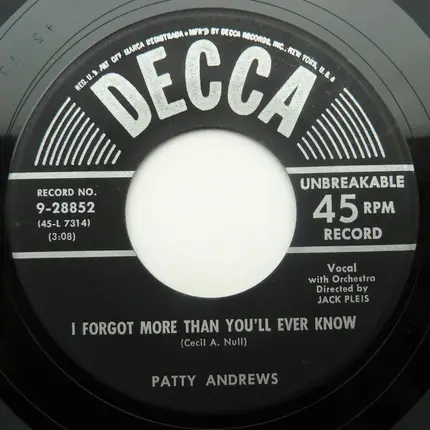 REG. U.S. PAT. OFF. MARCA REGISTRADA • MFR'D BY DECCA RECORDS, INC., NEW YORK, U.S.A.
DECCA
RECORD NO.
9-28852
(45-L 7314)
(3:08)
UNBREAKABLE
45 RPM
RECORD
Vocal
with Orchestra
Directed by
JACK PLEIS
I FORGOT MORE THAN YOU'LL EVER KNOW
(Cecil A. Null)
PATTY ANDREWS